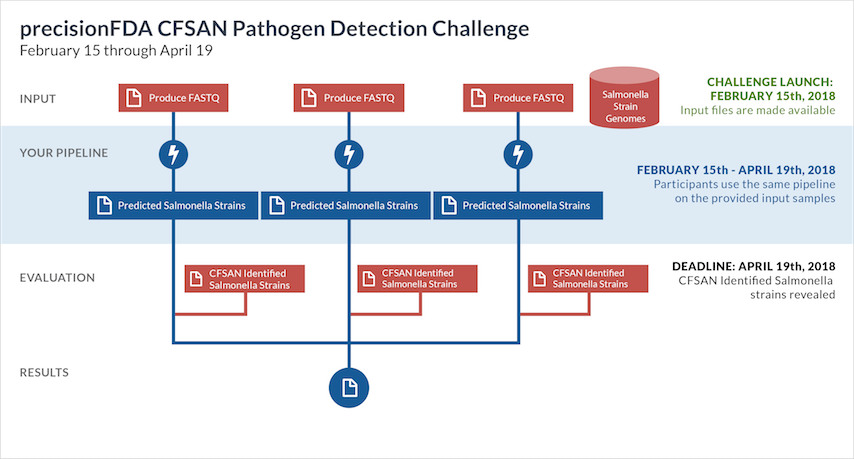 precisionFDA CFSAN Pathogen Detection Challenge
February 15 through April 19
INPUT
Produce FASTQ
Produce FASTQ
Produce FASTQ
Salmonella
Strain
Genomes
CHALLENGE LAUNCH:
FEBRUARY 15th, 2018
Input files are made available
YOUR PIPELINE
Predicted Salmonella Strains
Predicted Salmonella Strains
Predicted Salmonella Strains
FEBRUARY 15th - APRIL 19th, 2018
Participants use the same pipeline
on the provided input samples
EVALUATION
CFSAN Identified
Salmonella Strains
CFSAN Identified
Salmonella Strains
CFSAN Identified
Salmonella Strains
DEADLINE: APRIL 19th, 2018
CFSAN Identified Salmonella
strains revealed
RESULTS